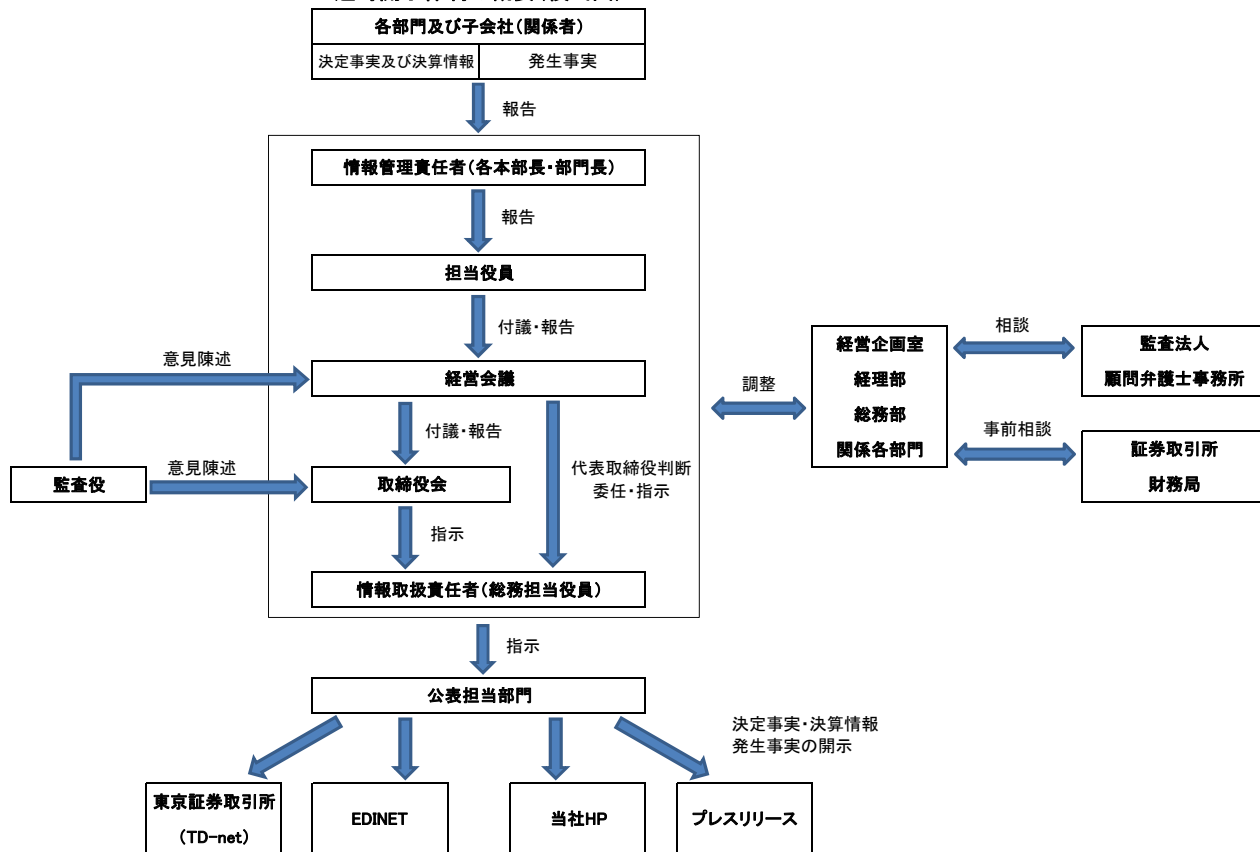 各部門及び子会社(関係者)
決定事実及び決算情報
発生事実
報告
情報管理責任者(各本部長・部門長)
報告
担当役員
付議・報告
経営会議
意見陳述
付議・報告
代表取締役判断
委任・指示
監査役
意見陳述
取締役会
指示
情報取扱責任者(総務担当役員)
調整
経営企画室
経理部
総務部
関係各部門
相談
監査法人
顧問弁護士事務所
事前相談
証券取引所
財務局
指示
公表担当部門
決定事実・決算情報
発生事実の開示
東京証券取引所
(TD-net)
EDINET
当社HP
プレスリリース